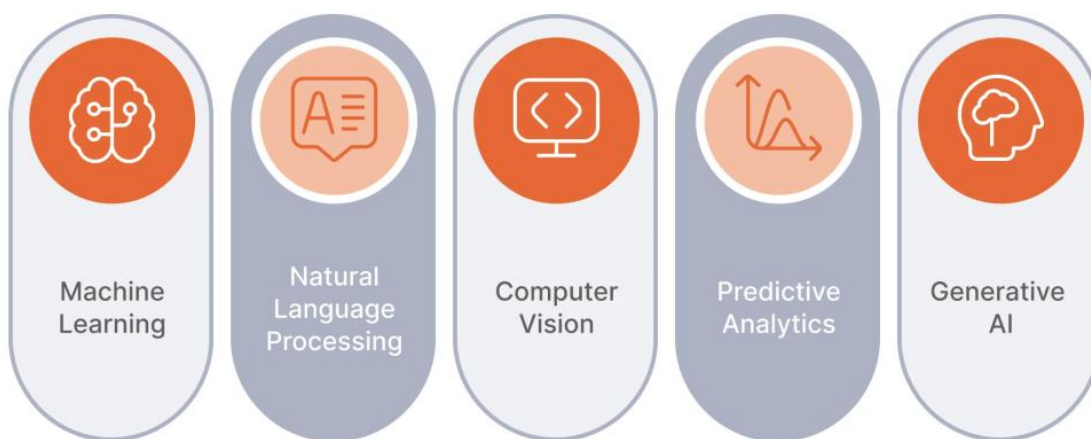 A
Machine
Learning
Natural
Language
Processing
Computer
Vision
Predictive
Analytics
Generative
AI